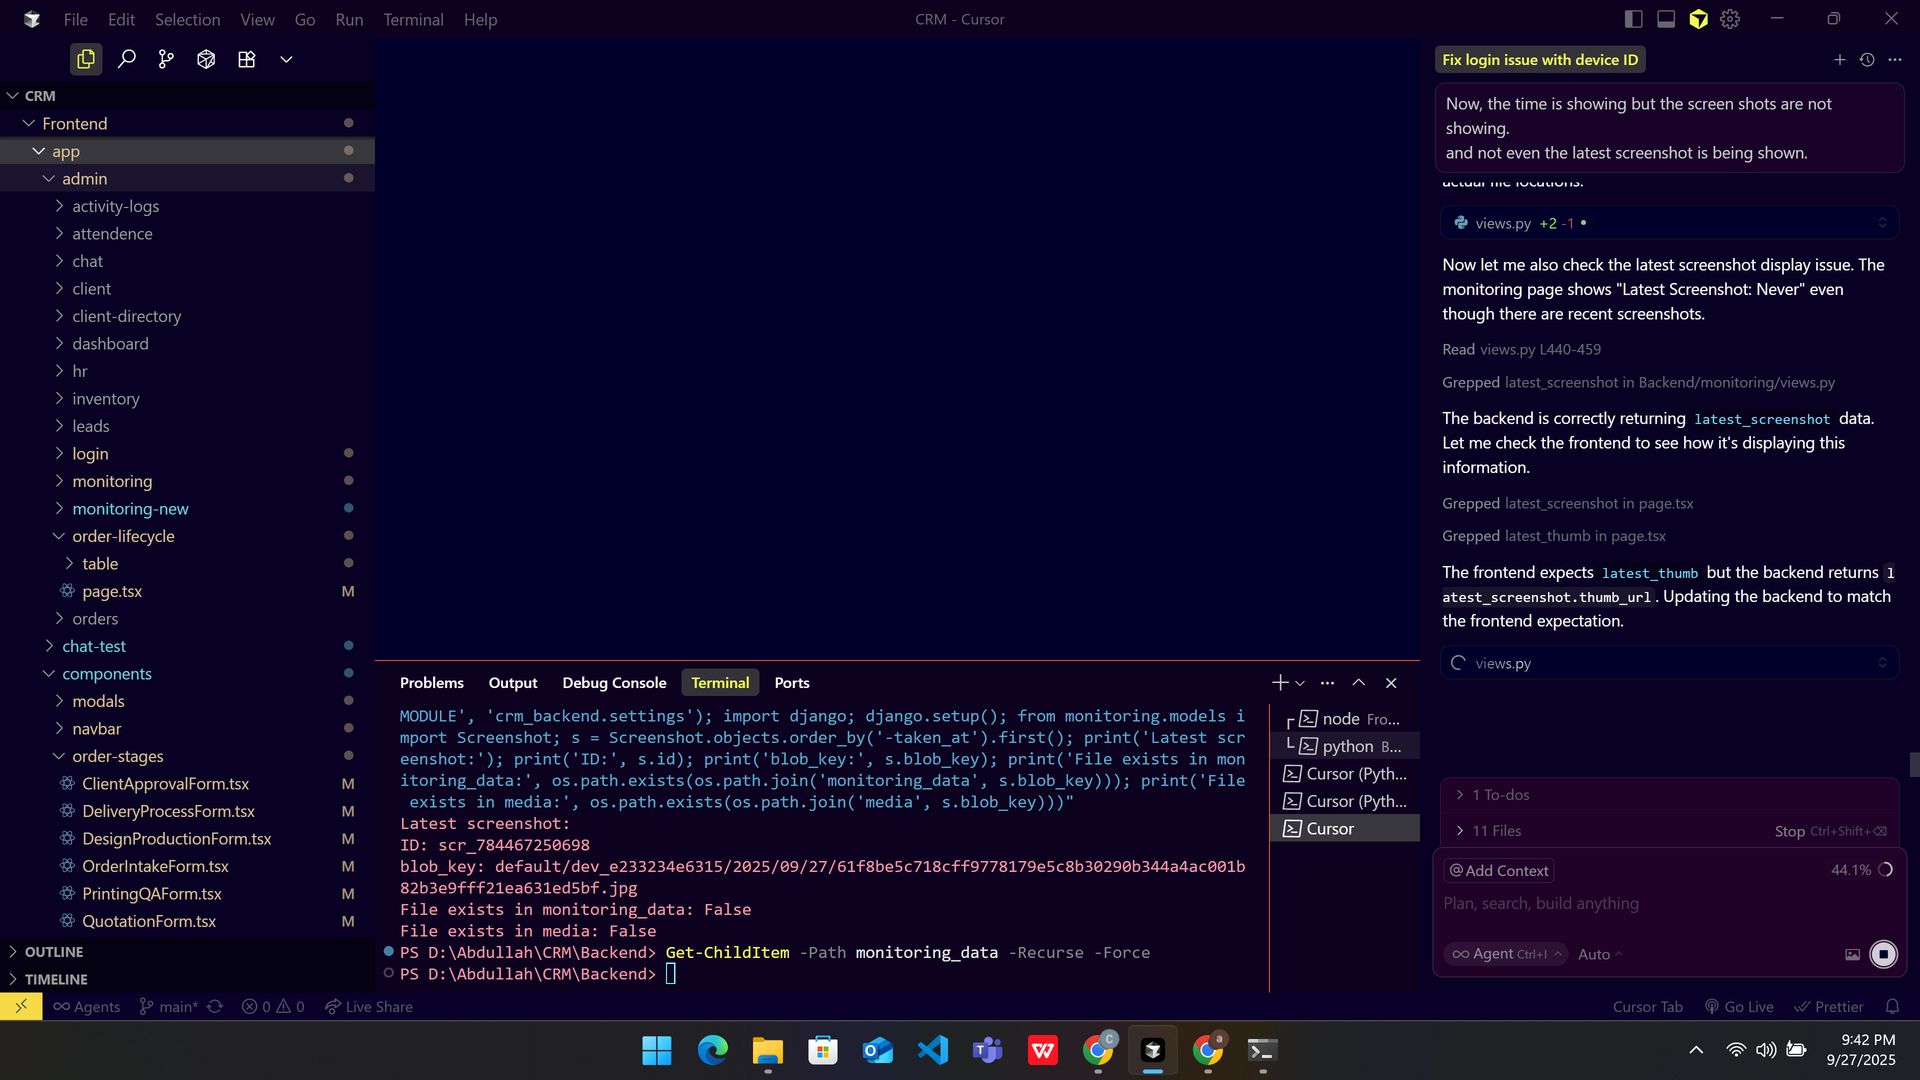 File Edit Selection View Go Run Terminal Help
CRM - Cursor
CRM
Frontend
app
admin
activity-logs
attendence
chat
client
client-directory
dashboard
hr
inventory
leads
login
monitoring
monitoring-new
order-lifecycle
table
page.tsx M
orders
chat-test
components
modals
navbar
order-stages
ClientApprovalForm.tsx M
DeliveryProcessForm.tsx M
DesignProductionForm.tsx M
OrderIntakeForm.tsx M
PrintingQAForm.tsx M
QuotationForm.tsx M
OUTLINE
TIMELINE
Problems Output Debug Console Terminal Ports
MODULE', 'crm_backend.settings'); import django; django.setup(); from monitoring.models i
mport Screenshot; s = Screenshot.objects.order_by('-taken_at').first(); print('Latest scr
eenshot:'); print('ID:', s.id); print('blob_key:', s.blob_key); print('File exists in mon
itoring_data:', os.path.exists(os.path.join('monitoring_data', s.blob_key))); print('File
exists in media:', os.path.exists(os.path.join('media', s.blob_key)))"
Latest screenshot:
ID: scr_784467250698
blob_key: default/dev_e233234e6315/2025/09/27/61f8be5c718cff9778179e5c8b30290b344a4ac001b
82b3e9fff21ea631ed5bf.jpg
File exists in monitoring_data: False
File exists in media: False
PS D:\Abdullah\CRM\Backend> Get-ChildItem -Path monitoring_data -Recurse -Force
PS D:\Abdullah\CRM\Backend>
node Fro...
python B...
Cursor (Pyth...
Cursor (Pyth...
Cursor
Fix login issue with device ID
Now, the time is showing but the screen shots are not
showing.
and not even the latest screenshot is being shown.
actual file locations.
views.py +2 -1
Now let me also check the latest screenshot display issue. The
monitoring page shows "Latest Screenshot: Never" even
though there are recent screenshots.
Read views.py L440-459
Grepped latest_screenshot in Backend/monitoring/views.py
The backend is correctly returning latest_screenshot data.
Let me check the frontend to see how it's displaying this
information.
Grepped latest_screenshot in page.tsx
Grepped latest_thumb in page.tsx
The frontend expects latest_thumb but the backend returns l
atest_screenshot.thumb_url. Updating the backend to match
the frontend expectation.
views.py
1 To-dos
11 Files Stop Ctrl+Shift+⌫
@ Add Context 44.1%
Plan, search, build anything
∞ Agent Ctrl+I Auto
∞ Agents main* 0 0 Live Share
Cursor Tab Go Live Prettier
C
a
W
9:42 PM
9/27/2025